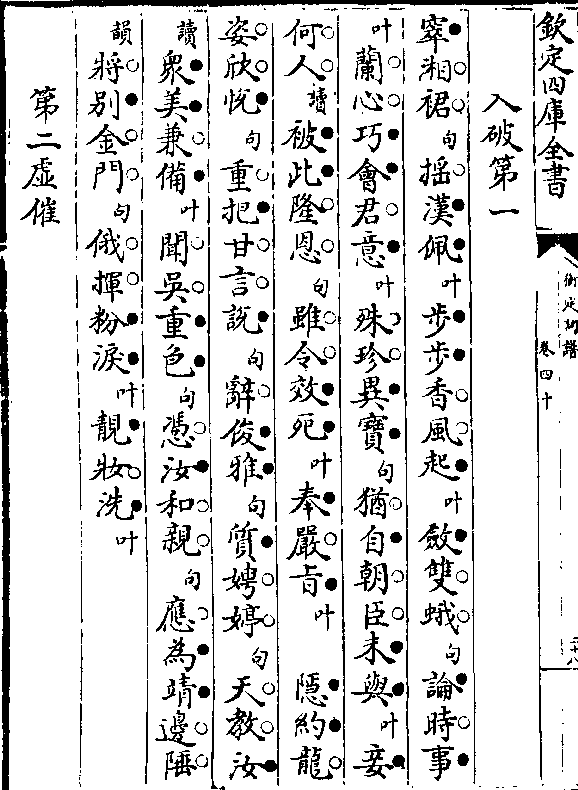 欽定四庫全書
御定詞譜 卷四十 二十八
入破第一
窣湘裙句揺漢佩叶步步香風起叶斂雙蛾句論時事
叶蘭心巧會君意叶殊珍異寶句猶自朝臣未與叶妾
何人讀被此隆恩句雖令效死叶奉嚴旨叶 隱約龍
姿欣悅句重把甘言說句辭俊雅句質娉婷句天教汝
讀衆美兼備叶聞吳重色句憑汝和親句應為靖邊陲
韻將别金門句俄揮粉淚叶靚妝洗叶
第二虛催